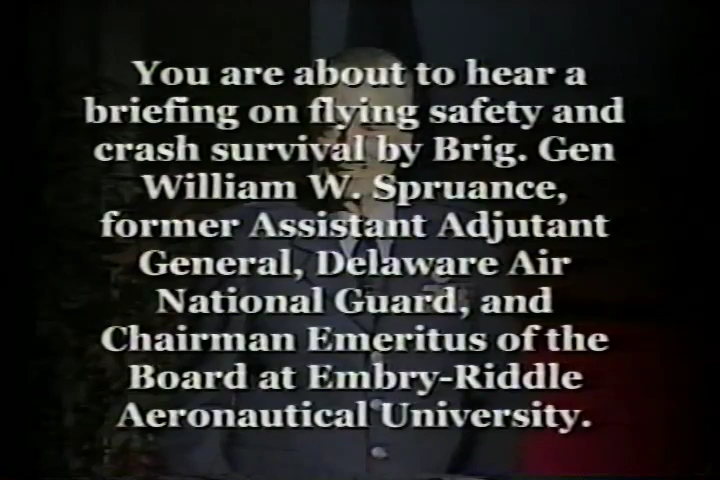 You are about to hear a
briefing on flying safety and
crash survival by Brig. Gen
William W. Spruance,
former Assistant Adjutant
General, Delaware Air
National Guard, and
Chairman Emeritus of the
Board at Embry-Riddle
Aeronautical University.